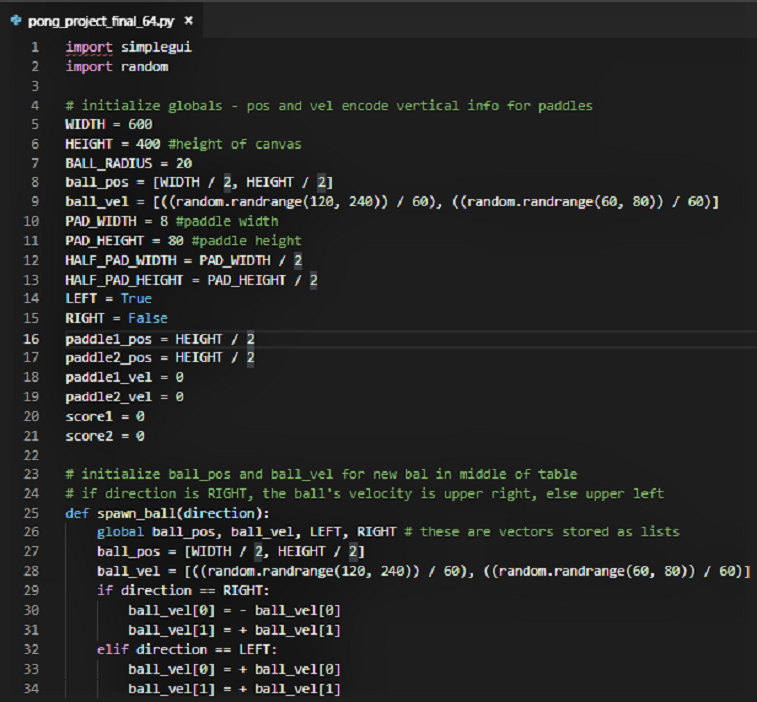 pong_project_final_64.py ×
1 import simplegui
2 import random
3
4 # initialize globals - pos and vel encode vertical info for paddles
5 WIDTH = 600
6 HEIGHT = 400 #height of canvas
7 BALL_RADIUS = 20
8 ball_pos = [WIDTH / 2, HEIGHT / 2]
9 ball_vel = [((random.randrange(120, 240)) / 60), ((random.randrange(60, 80)) / 60)]
10 PAD_WIDTH = 8 #paddle width
11 PAD_HEIGHT = 80 #paddle height
12 HALF_PAD_WIDTH = PAD_WIDTH / 2
13 HALF_PAD_HEIGHT = PAD_HEIGHT / 2
14 LEFT = True
15 RIGHT = False
16 paddle1_pos = HEIGHT / 2
17 paddle2_pos = HEIGHT / 2
18 paddle1_vel = 0
19 paddle2_vel = 0
20 score1 = 0
21 score2 = 0
22
23 # initialize ball_pos and ball_vel for new bal in middle of table
24 # if direction is RIGHT, the ball's velocity is upper right, else upper left
25 def spawn_ball(direction):
26     global ball_pos, ball_vel, LEFT, RIGHT # these are vectors stored as lists
27     ball_pos = [WIDTH / 2, HEIGHT / 2]
28     ball_vel = [((random.randrange(120, 240)) / 60), ((random.randrange(60, 80)) / 60)]
29     if direction == RIGHT:
30         ball_vel[0] = - ball_vel[0]
31         ball_vel[1] = + ball_vel[1]
32     elif direction == LEFT:
33         ball_vel[0] = + ball_vel[0]
34         ball_vel[1] = + ball_vel[1]